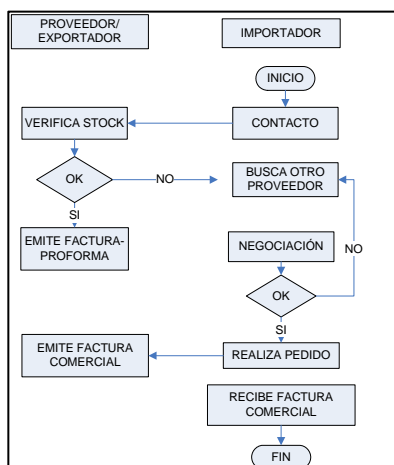 PROVEEDOR/
EXPORTADOR
IMPORTADOR
INICIO
VERIFICA STOCK
CONTACTO
OK
NO
BUSCA OTRO
PROVEEDOR
SI
EMITE FACTURA-
PROFORMA
NEGOCIACIÓN
NO
OK
SI
EMITE FACTURA
COMERCIAL
REALIZA PEDIDO
RECIBE FACTURA
COMERCIAL
FIN